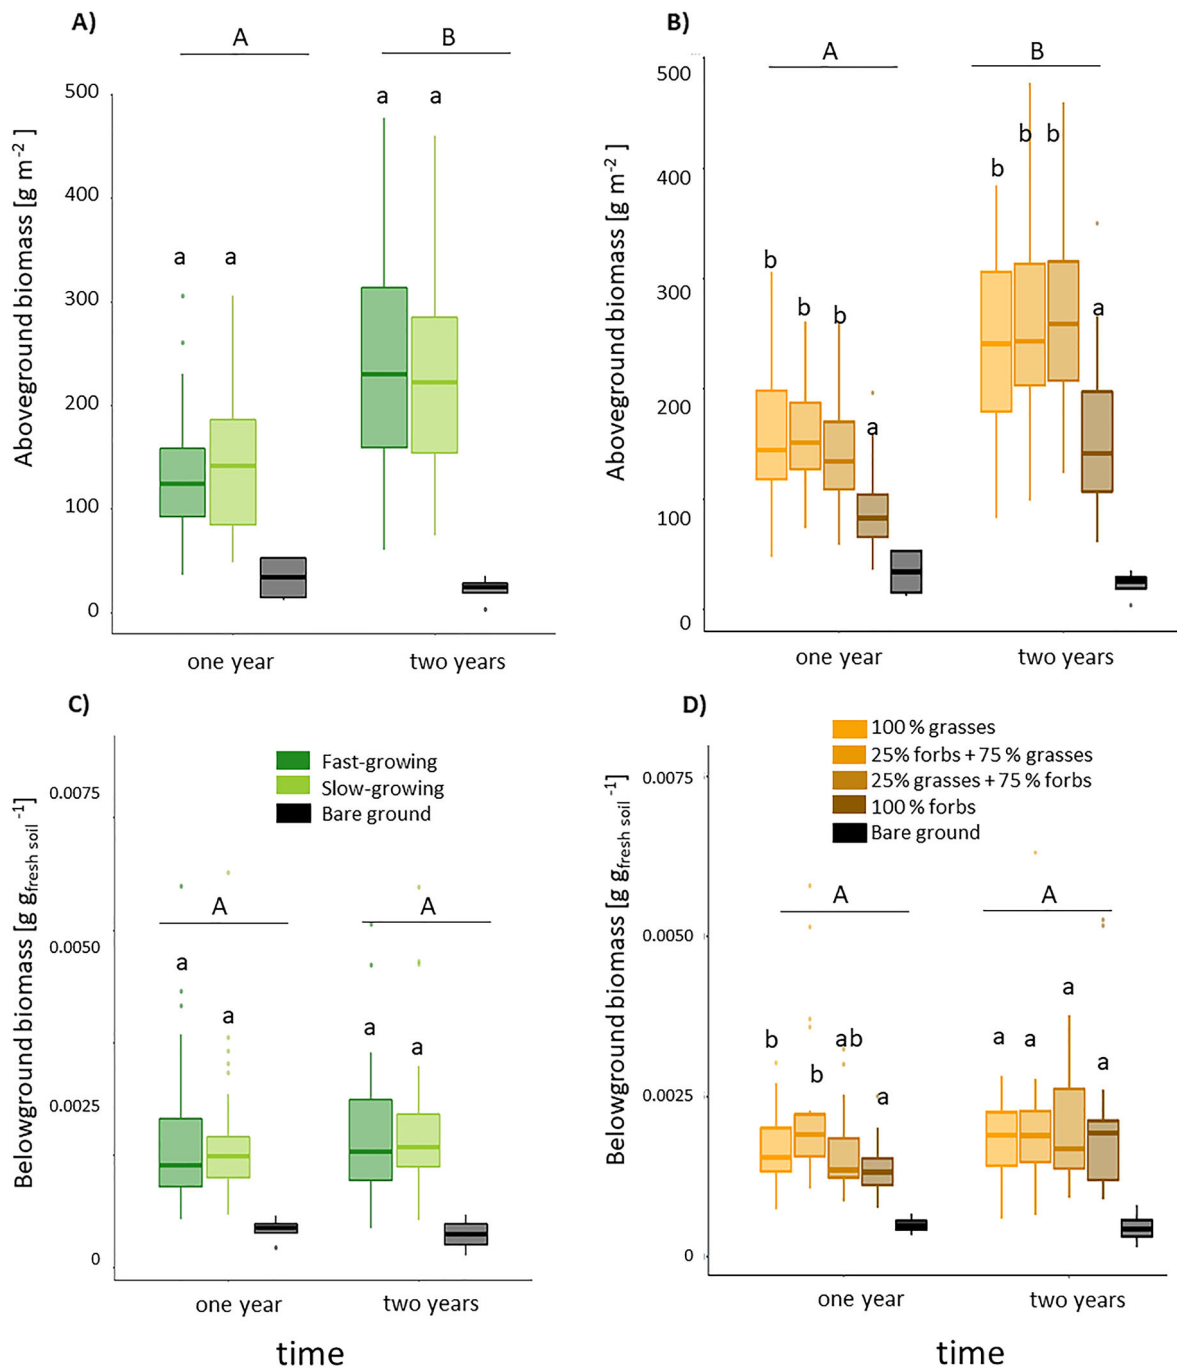 A)
A
B
500
400
300
200
100
0
a
a
a
a
Aboveground biomass [g m-2 ]
one year
two years
B)
A
B
500
400
300
200
100
0
b
b
b
a
b
b
b
a
Aboveground biomass [g m-2 ]
one year
two years
C)
Fast-growing
Slow-growing
Bare ground
0.0075
0.0050
0.0025
0
A
A
a
a
a
a
Belowground biomass [g g fresh soil -1]
one year
two years
time
D)
100 % grasses
25% forbs + 75 % grasses
25% grasses + 75 % forbs
100 % forbs
Bare ground
0.0075
0.0050
0.0025
0
A
A
b
b
ab
a
a
a
a
a
Belowground biomass [g g fresh soil -1]
one year
two years
time